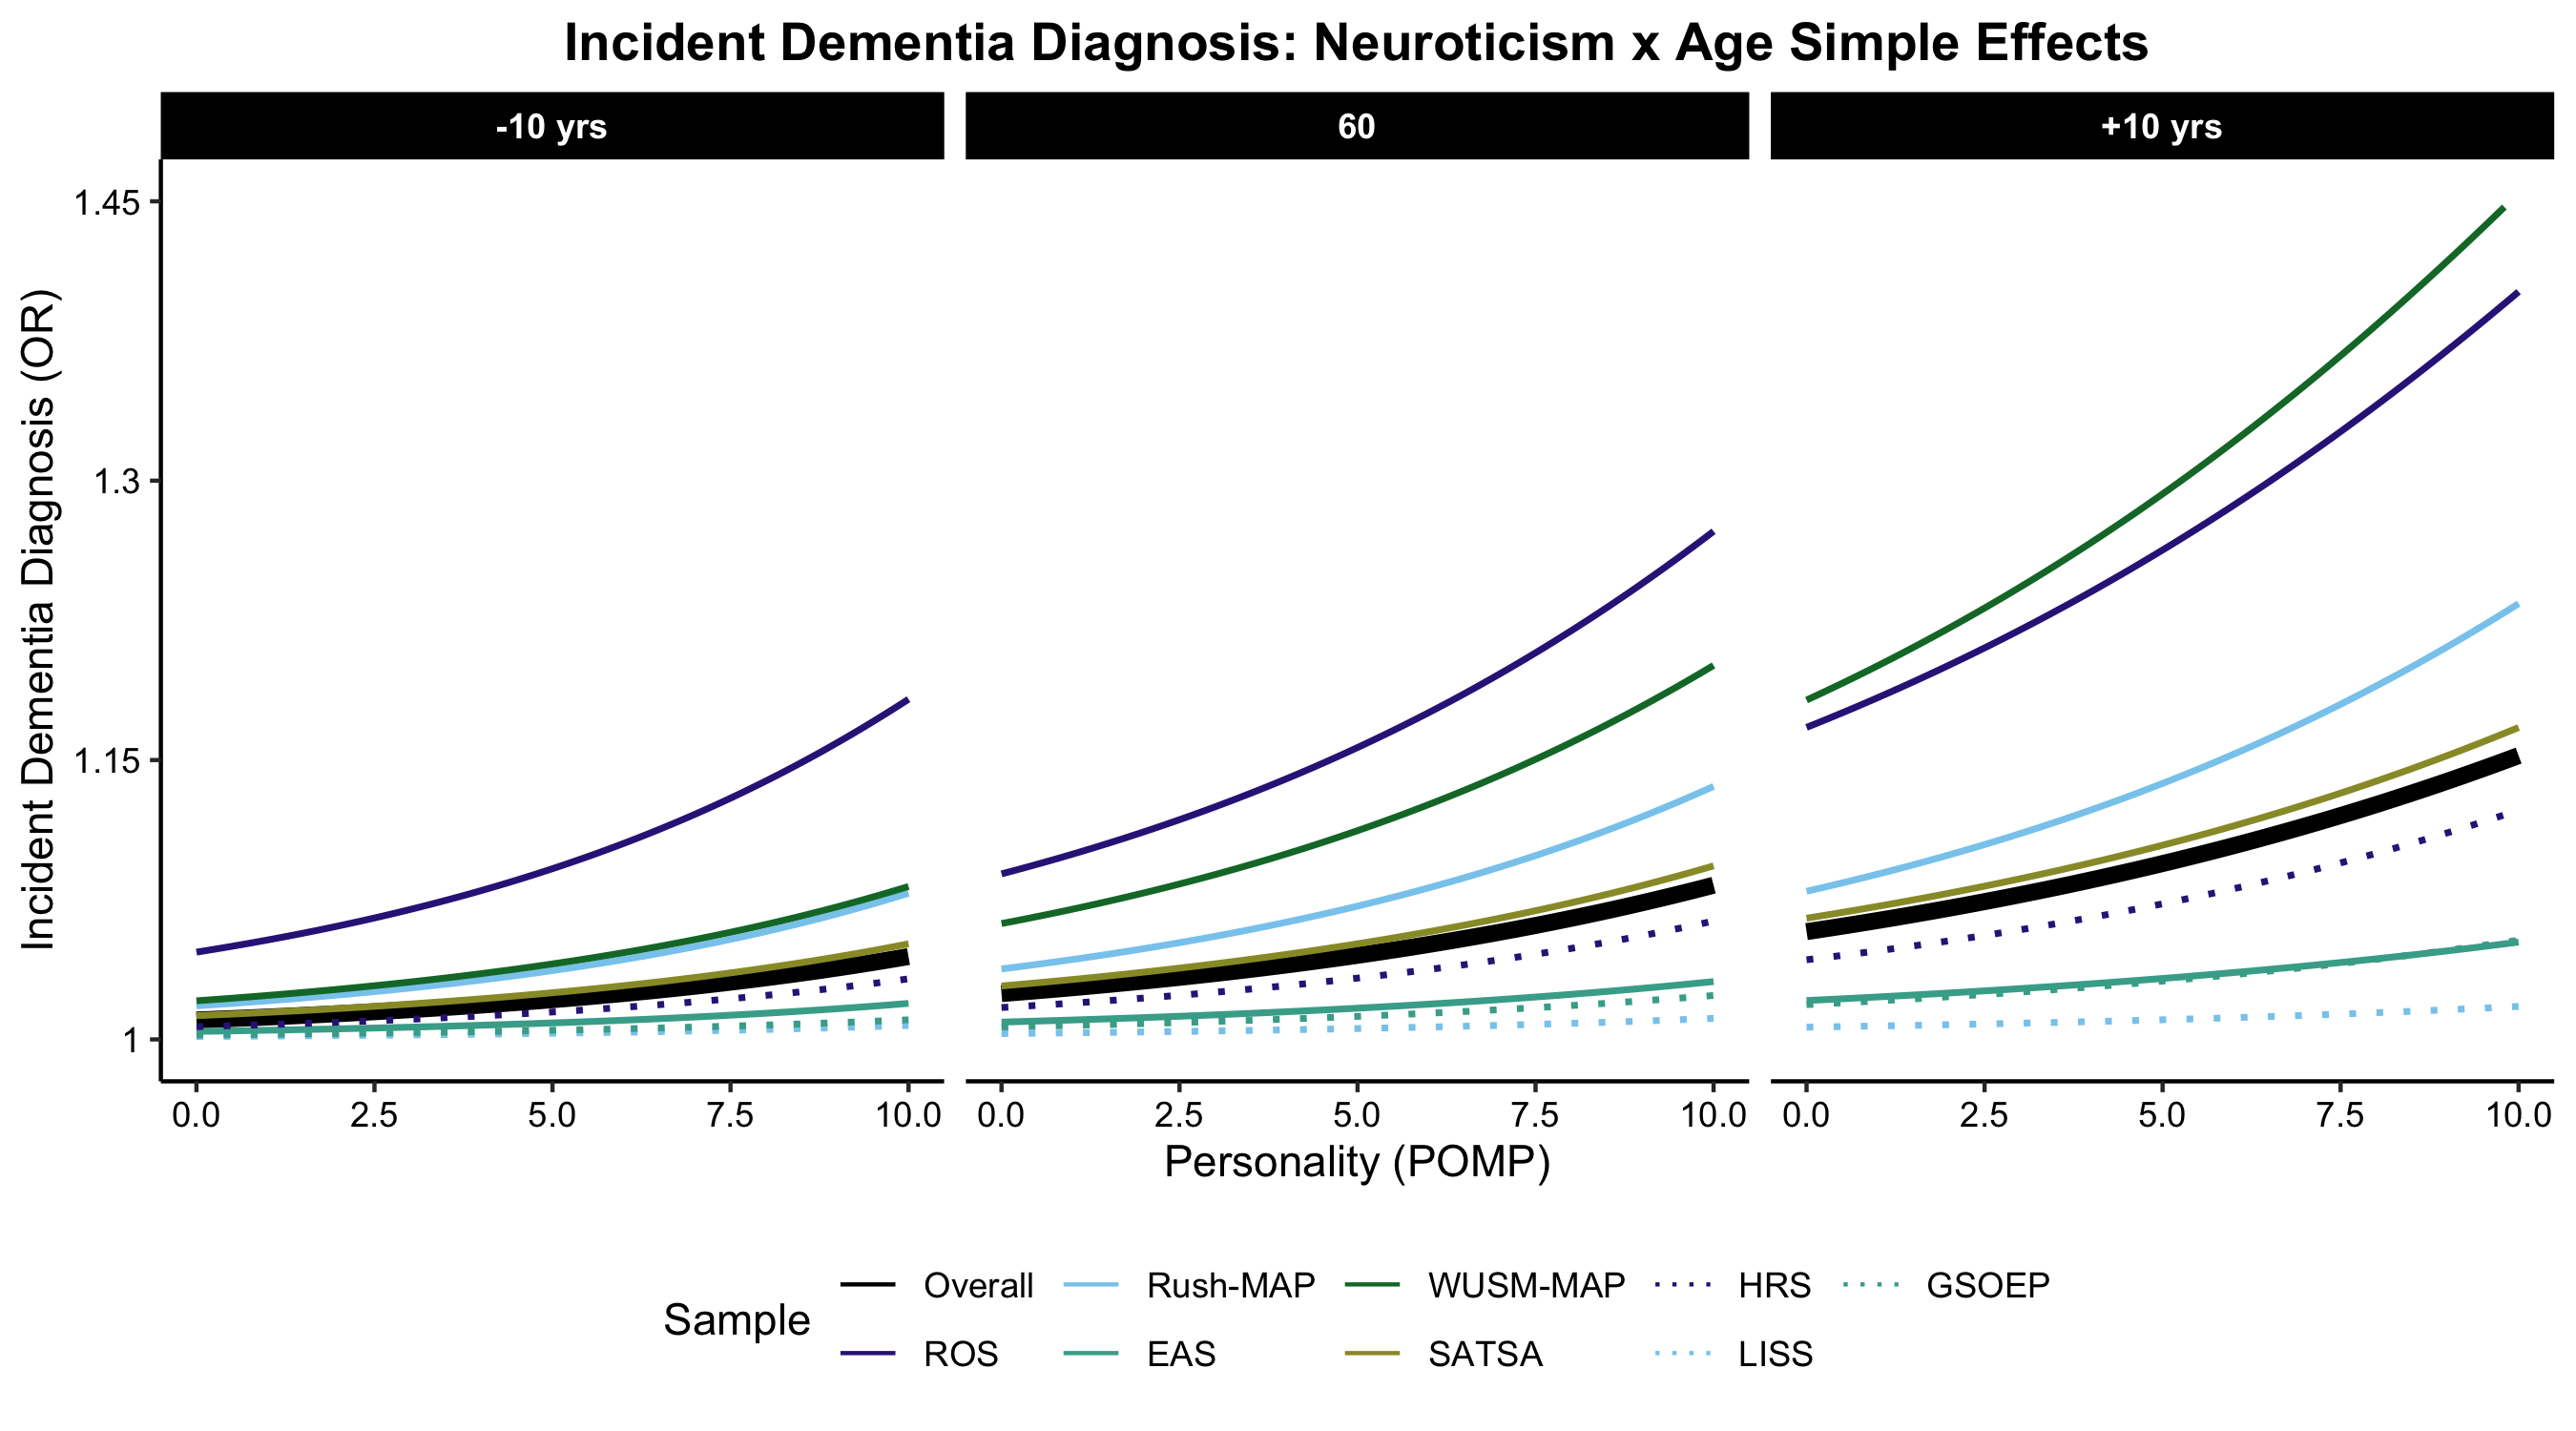 Incident Dementia Diagnosis: Neuroticism x Age Simple Effects
-10 yrs 60 +10 yrs
Incident Dementia Diagnosis (OR)
1.45
1.3
1.15
1
0.0 2.5 5.0 7.5 10.0 0.0 2.5 5.0 7.5 10.0 0.0 2.5 5.0 7.5 10.0
Personality (POMP)
Sample
Overall Rush-MAP WUSM-MAP HRS GSOEP
ROS EAS SATSA LISS